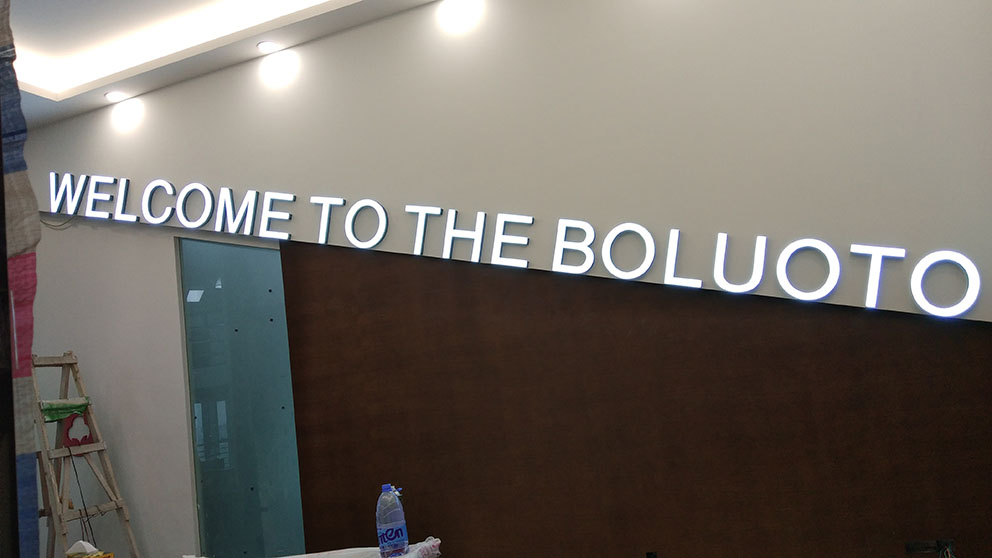 WELCOME TO THE BOLUOTO